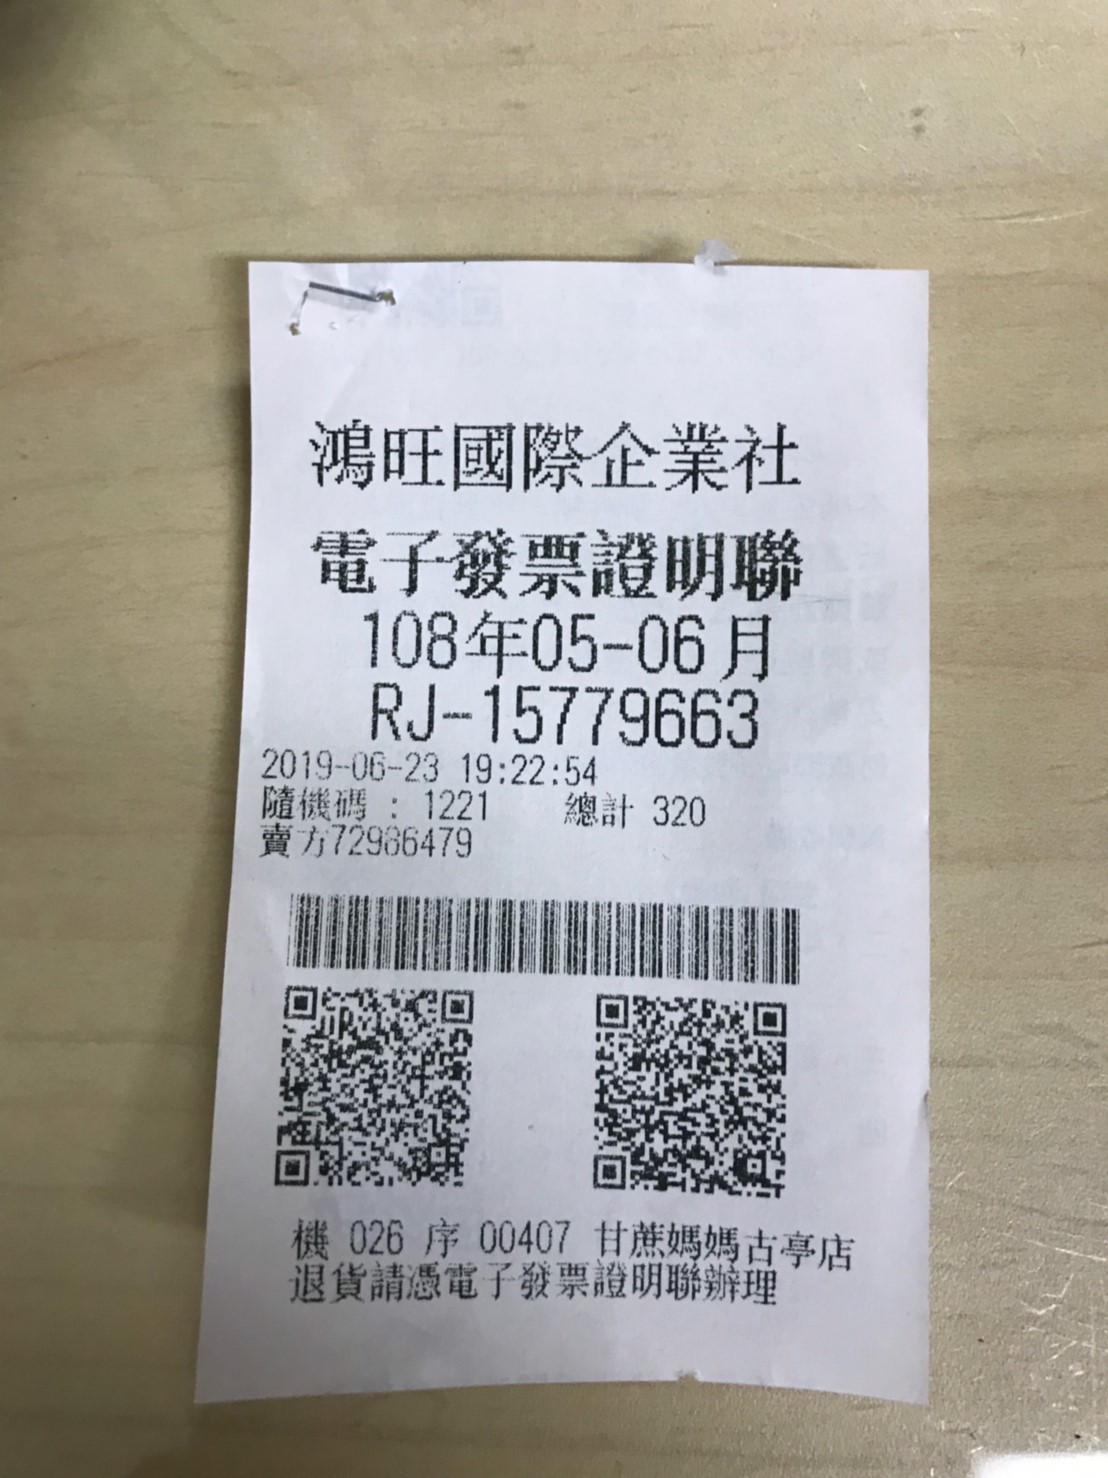 鴻旺國際企業社
電子發票證明聯
108年05-06月
RJ-15779663
2019-06-23 19:22:54
隨機碼 : 1221 總計 320
賣方72986479
機 026 序 00407 甘蔗媽媽古亭店
退貨請憑電子發票證明聯辦理